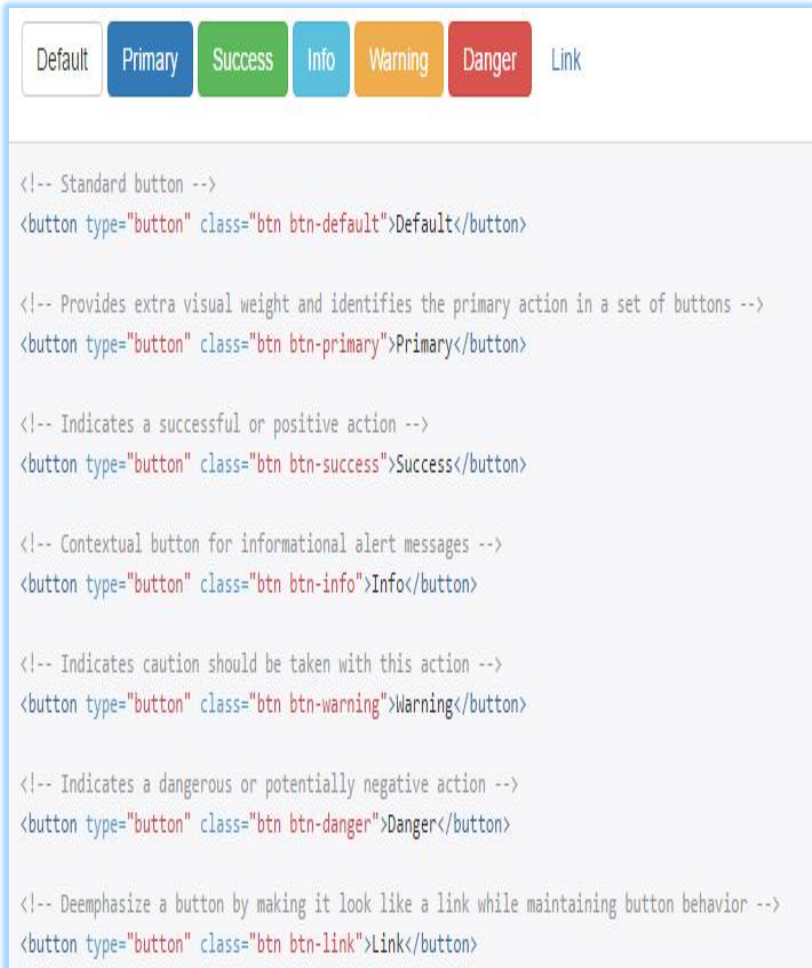 Default Primary Success Info Warning Danger Link
<!-- Standard button -->
<button type="button" class="btn btn-default">Default</button>
<!-- Provides extra visual weight and identifies the primary action in a set of buttons -->
<button type="button" class="btn btn-primary">Primary</button>
<!-- Indicates a successful or positive action -->
<button type="button" class="btn btn-success">Success</button>
<!-- Contextual button for informational alert messages -->
<button type="button" class="btn btn-info">Info</button>
<!-- Indicates caution should be taken with this action -->
<button type="button" class="btn btn-warning">Warning</button>
<!-- Indicates a dangerous or potentially negative action -->
<button type="button" class="btn btn-danger">Danger</button>
<!-- Deemphasize a button by making it look like a link while maintaining button behavior -->
<button type="button" class="btn btn-link">Link</button>